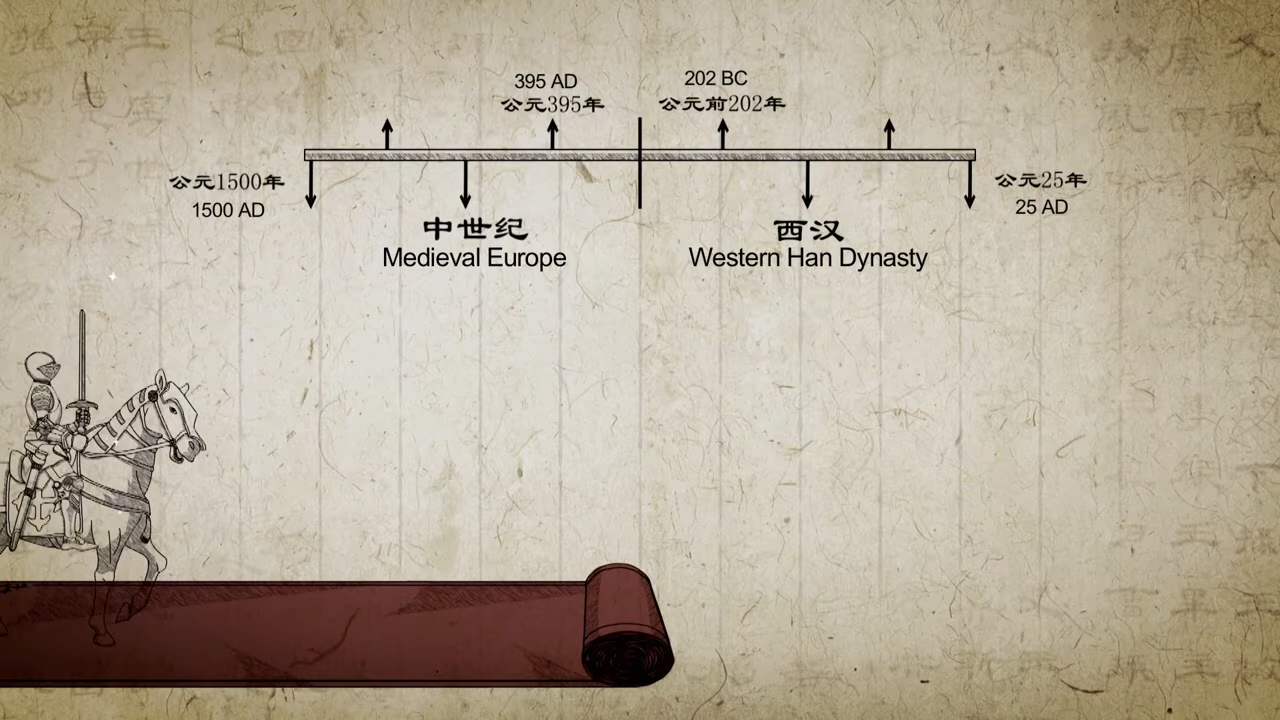 395 AD
公元395年
202 BC
公元前202年
公元1500年
1500 AD
公元25年
25 AD
中世纪
Medieval Europe
西汉
Western Han Dynasty